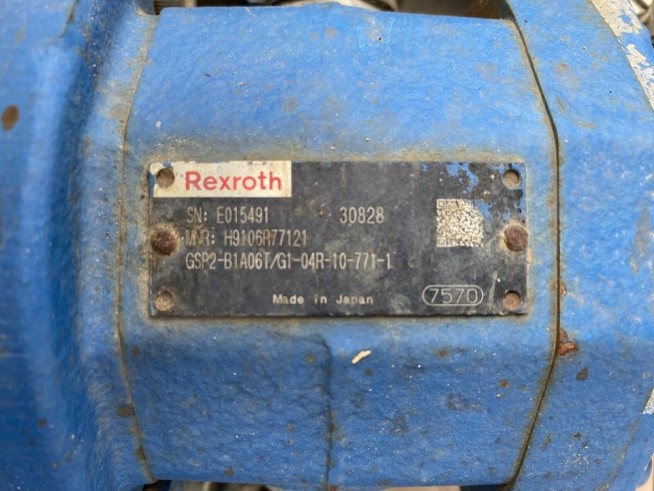 Rexroth
SN: E015491 30828
MNR: H9106R77121
GSP2-B1A06T/G1-04R-10-771-1
Made in Japan 7570